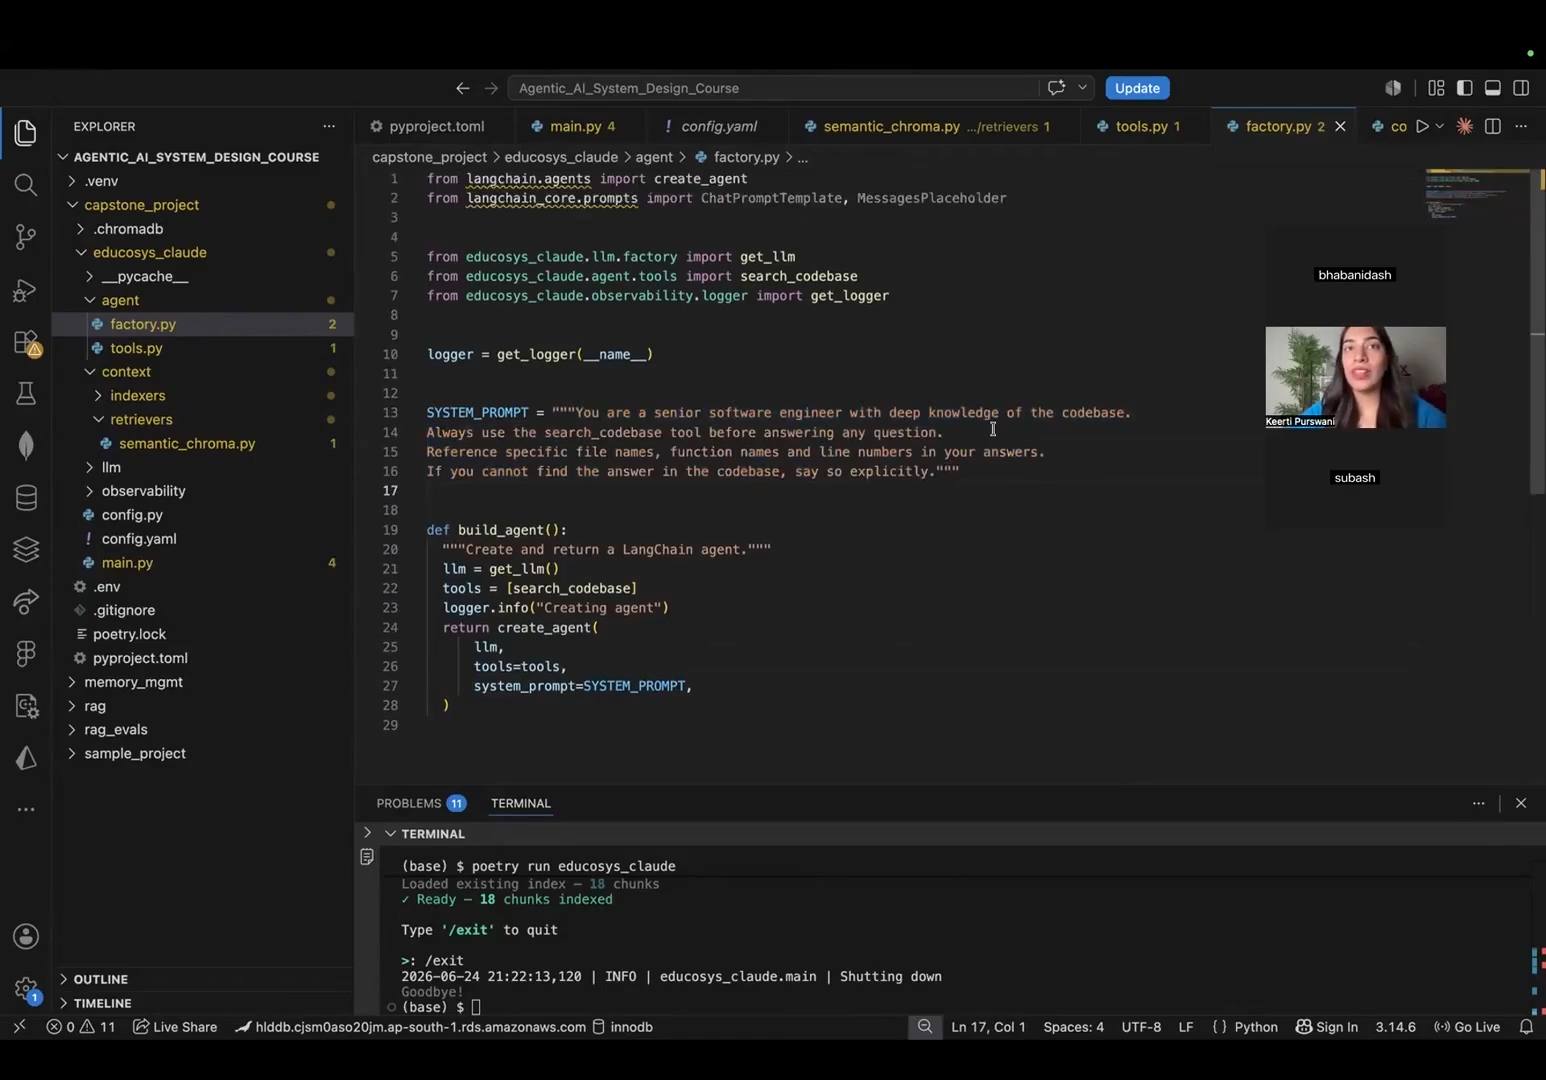 Agentic_AI_System_Design_Course
Update
EXPLORER
AGENTIC_AI_SYSTEM_DESIGN_COURSE
.venv
capstone_project
.chromadb
educosys_claude
__pycache__
agent
factory.py 2
tools.py 1
context
indexers
retrievers
semantic_chroma.py 1
llm
observability
config.py
config.yaml
main.py 4
.env
.gitignore
poetry.lock
pyproject.toml
memory_mgmt
rag
rag_evals
sample_project
OUTLINE
TIMELINE
1
pyproject.toml main.py 4 config.yaml semantic_chroma.py .../retrievers 1 tools.py 1 factory.py 2 co
capstone_project > educosys_claude > agent > factory.py > ...
1 from langchain.agents import create_agent
2 from langchain_core.prompts import ChatPromptTemplate, MessagesPlaceholder
3
4
5 from educosys_claude.llm.factory import get_llm
6 from educosys_claude.agent.tools import search_codebase
7 from educosys_claude.observability.logger import get_logger
8
9
10 logger = get_logger(__name__)
11
12
13 SYSTEM_PROMPT = """You are a senior software engineer with deep knowledge of the codebase.
14 Always use the search_codebase tool before answering any question.
15 Reference specific file names, function names and line numbers in your answers.
16 If you cannot find the answer in the codebase, say so explicitly."""
17
18
19 def build_agent():
20 """Create and return a LangChain agent."""
21 llm = get_llm()
22 tools = [search_codebase]
23 logger.info("Creating agent")
24 return create_agent(
25 llm,
26 tools=tools,
27 system_prompt=SYSTEM_PROMPT,
28 )
29
bhabanidash
Keerti Purswani
subash
PROBLEMS 11 TERMINAL
TERMINAL
(base) $ poetry run educosys_claude
Loaded existing index — 18 chunks
✓ Ready — 18 chunks indexed
Type '/exit' to quit
>: /exit
2026-06-24 21:22:13,120 | INFO | educosys_claude.main | Shutting down
Goodbye!
(base) $
0 11 Live Share hlddb.cjsm0aso20jm.ap-south-1.rds.amazonaws.com innodb Ln 17, Col 1 Spaces: 4 UTF-8 LF { } Python Sign In 3.14.6 Go Live